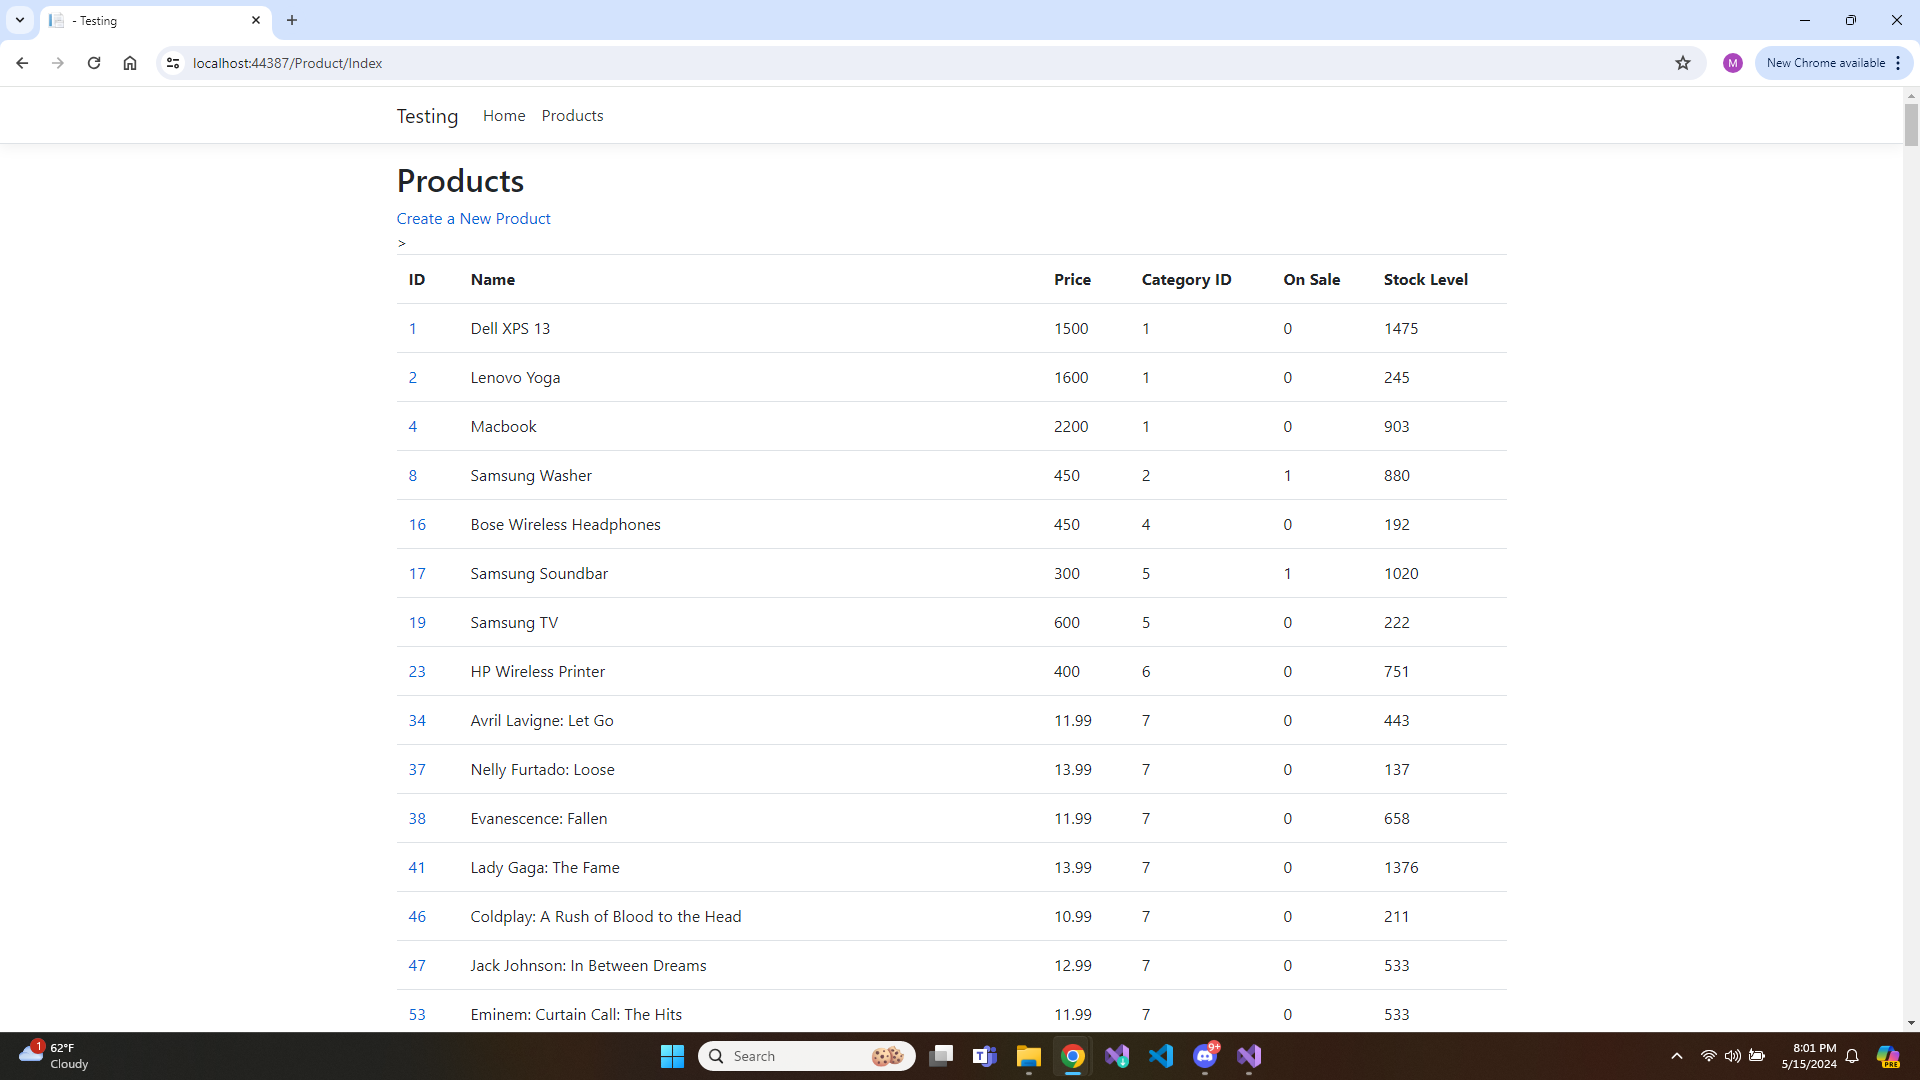 - Testing
localhost:44387/Product/Index
M
New Chrome available
Testing Home Products
Products
Create a New Product
>
ID Name Price Category ID On Sale Stock Level
1 Dell XPS 13 1500 1 0 1475
2 Lenovo Yoga 1600 1 0 245
4 Macbook 2200 1 0 903
8 Samsung Washer 450 2 1 880
16 Bose Wireless Headphones 450 4 0 192
17 Samsung Soundbar 300 5 1 1020
19 Samsung TV 600 5 0 222
23 HP Wireless Printer 400 6 0 751
34 Avril Lavigne: Let Go 11.99 7 0 443
37 Nelly Furtado: Loose 13.99 7 0 137
38 Evanescence: Fallen 11.99 7 0 658
41 Lady Gaga: The Fame 13.99 7 0 1376
46 Coldplay: A Rush of Blood to the Head 10.99 7 0 211
47 Jack Johnson: In Between Dreams 12.99 7 0 533
53 Eminem: Curtain Call: The Hits 11.99 7 0 533
1
62°F
Cloudy
Search
9+
8:01 PM
5/15/2024
PRE